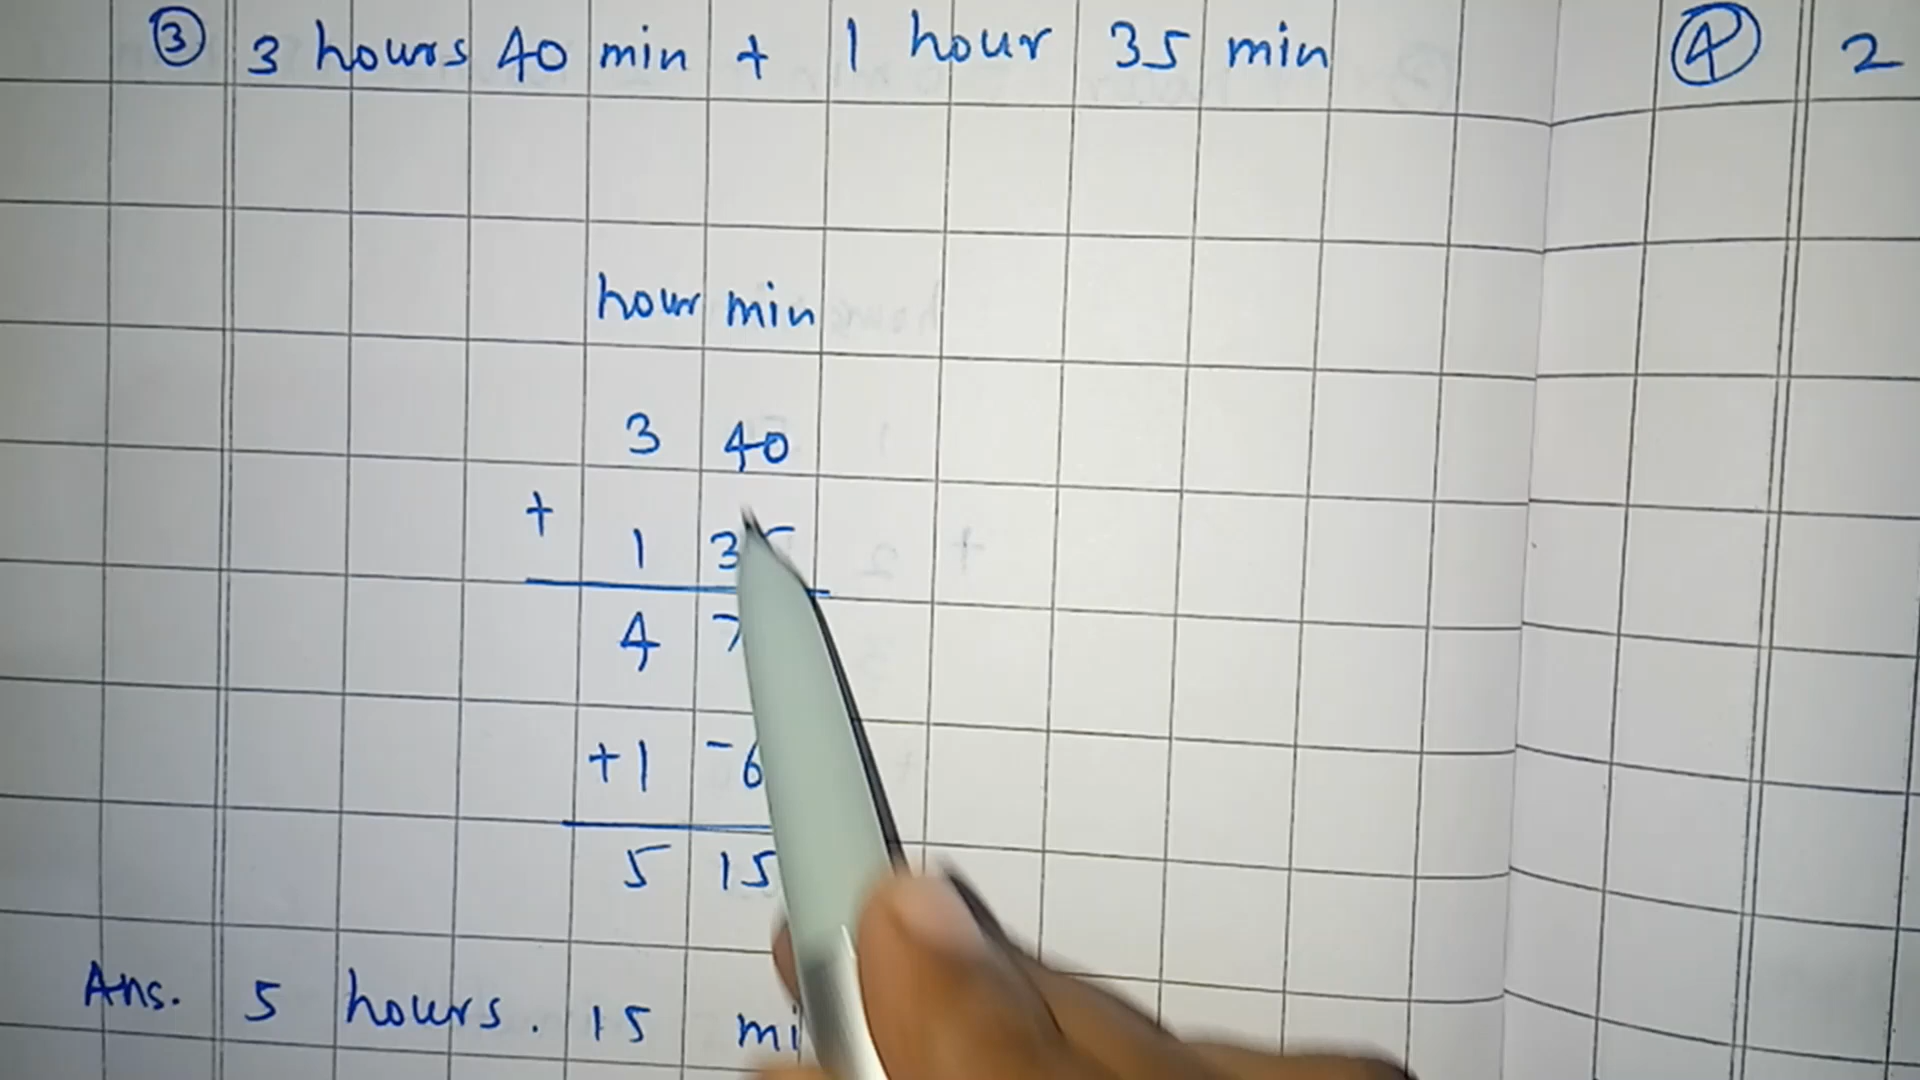 ③ 3 hours 40 min + 1 hour 35 min
④ 2
hour min
3 40
+ 1 3
4 7
+1 -6
5 15
Ans. 5 hours. 15 mi